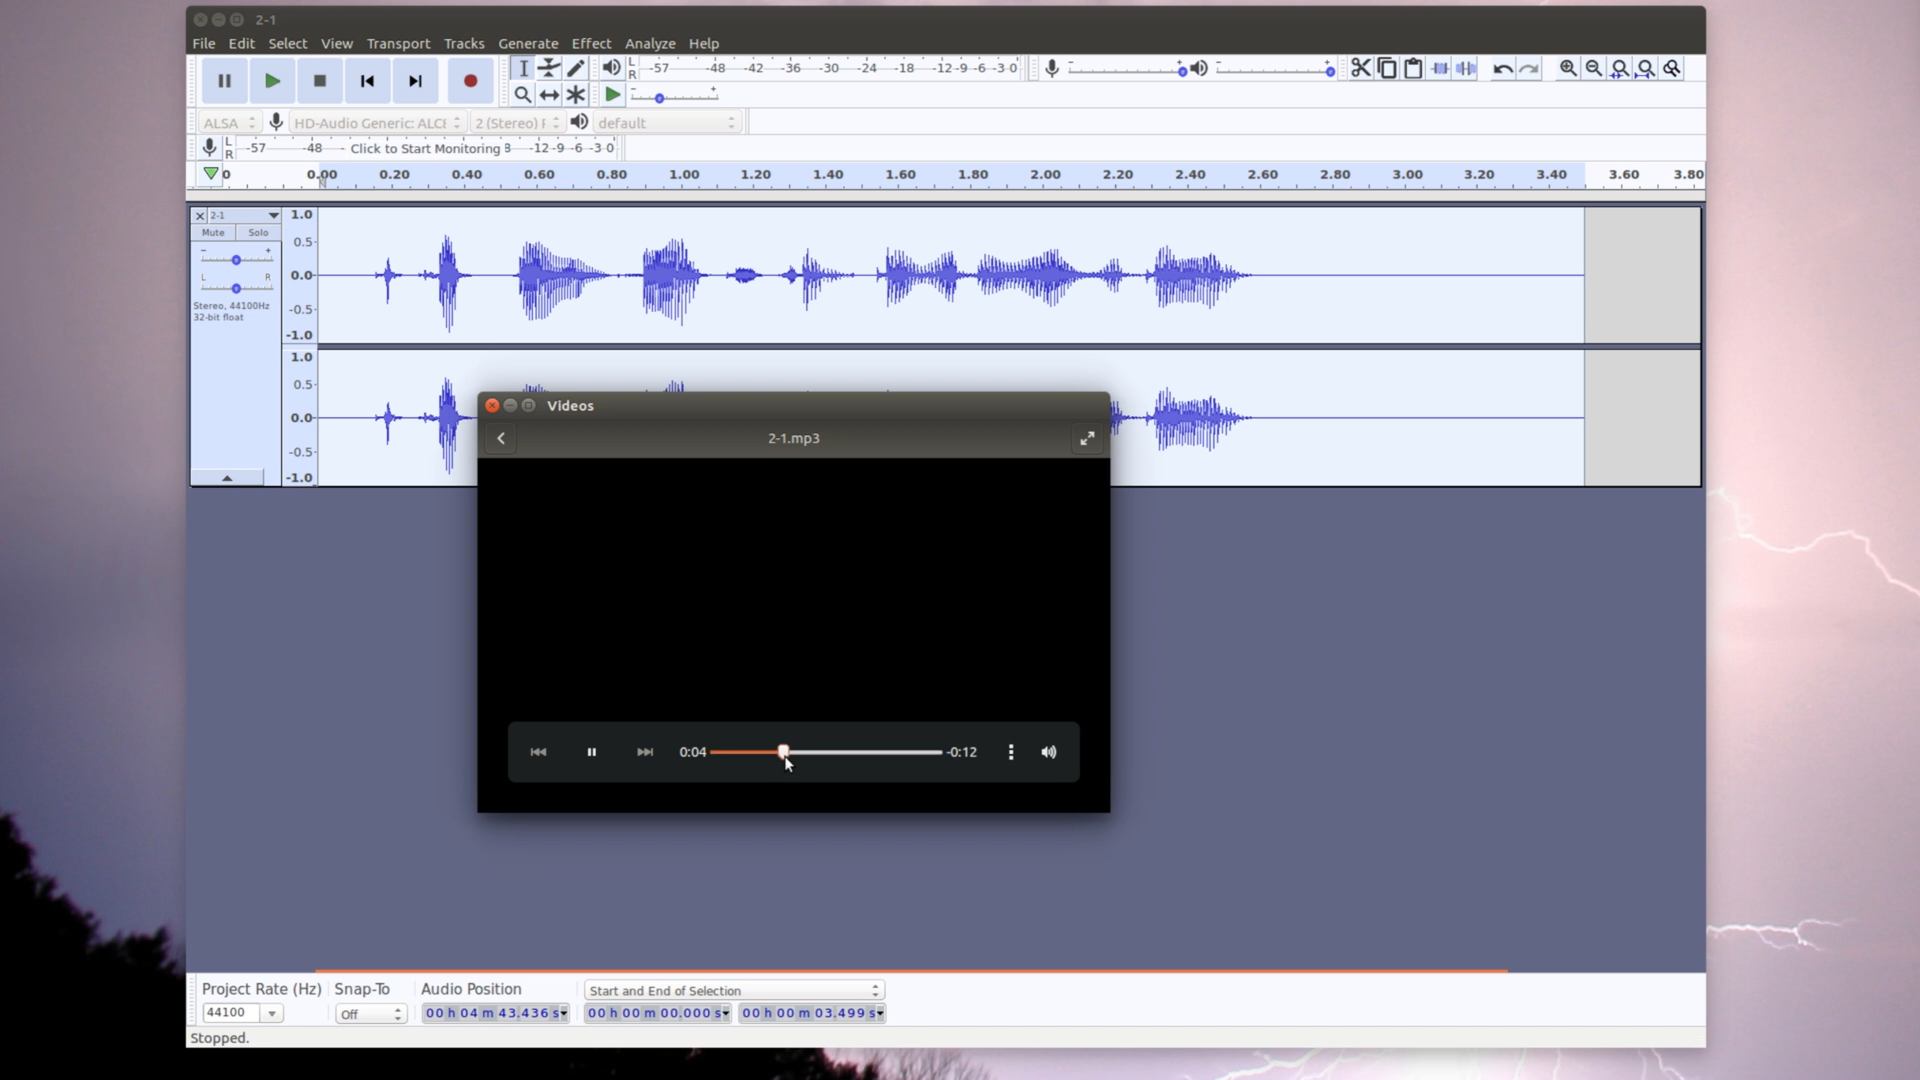 2-1
File Edit Select View Transport Tracks Generate Effect Analyze Help
L
R
-57 -48 -42 -36 -30 -24 -18 -12 -9 -6 -3 0
ALSA HD-Audio Generic: ALC 2 (Stereo) default
L
R
-57 -48 - Click to Start Monitoring -12 -9 -6 -3 0
0 0.00 0.20 0.40 0.60 0.80 1.00 1.20 1.40 1.60 1.80 2.00 2.20 2.40 2.60 2.80 3.00 3.20 3.40 3.60 3.80
2-1
Mute Solo
- +
L R
Stereo, 44100Hz
32-bit float
1.0
0.5
0.0
-0.5
-1.0
1.0
0.5
0.0
-0.5
-1.0
Videos
2-1.mp3
0:04 -0:12
Project Rate (Hz) Snap-To Audio Position Start and End of Selection
44100 Off 00 h 04 m 43.436 s 00 h 00 m 00.000 s 00 h 00 m 03.499 s
Stopped.